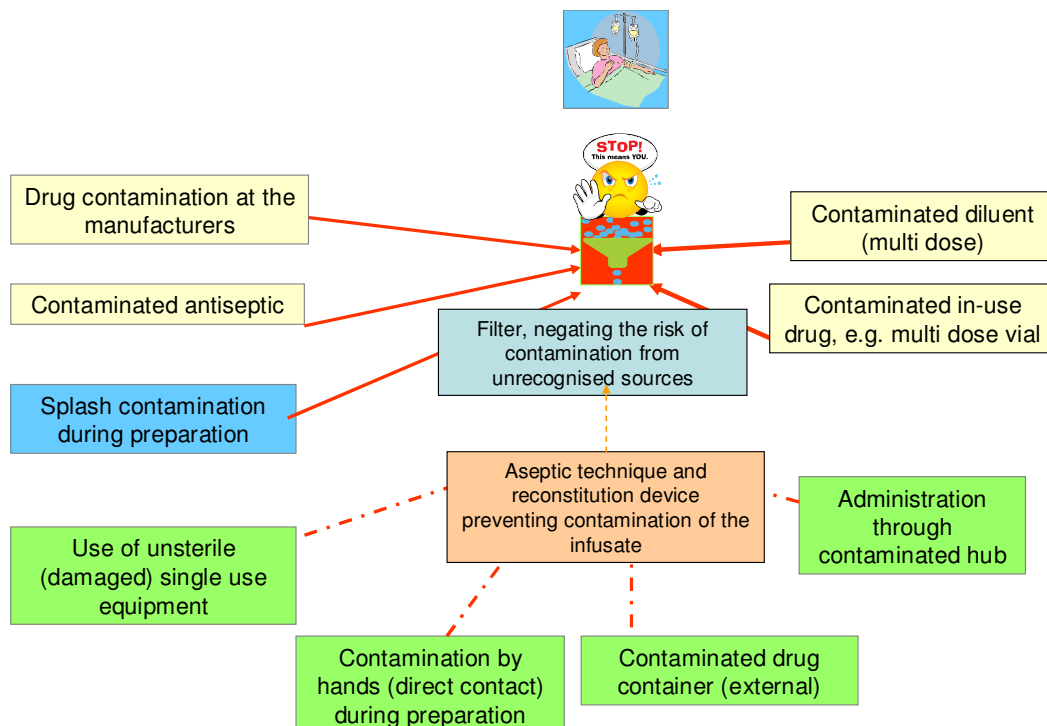 STOP!
This means YOU.
Drug contamination at the
manufacturers
Contaminated diluent
(multi dose)
Contaminated antiseptic
Contaminated in-use
drug, e.g. multi dose vial
Filter, negating the risk of
contamination from
unrecognised sources
Splash contamination
during preparation
Aseptic technique and
reconstitution device
preventing contamination of the
infusate
Administration
through
contaminated hub
Use of unsterile
(damaged) single use
equipment
Contamination by
hands (direct contact)
during preparation
Contaminated drug
container (external)